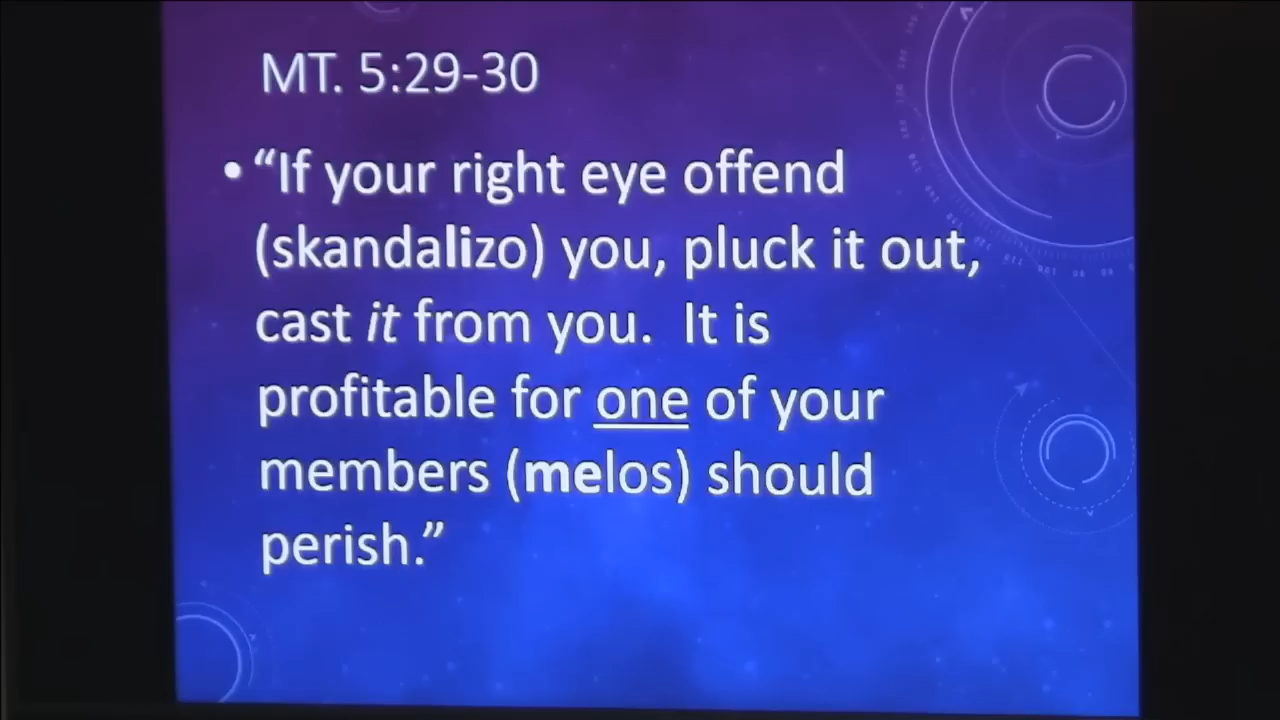 MT. 5:29-30
• “If your right eye offend
(skandalizo) you, pluck it out,
cast it from you.  It is
profitable for one of your
members (melos) should
perish.”